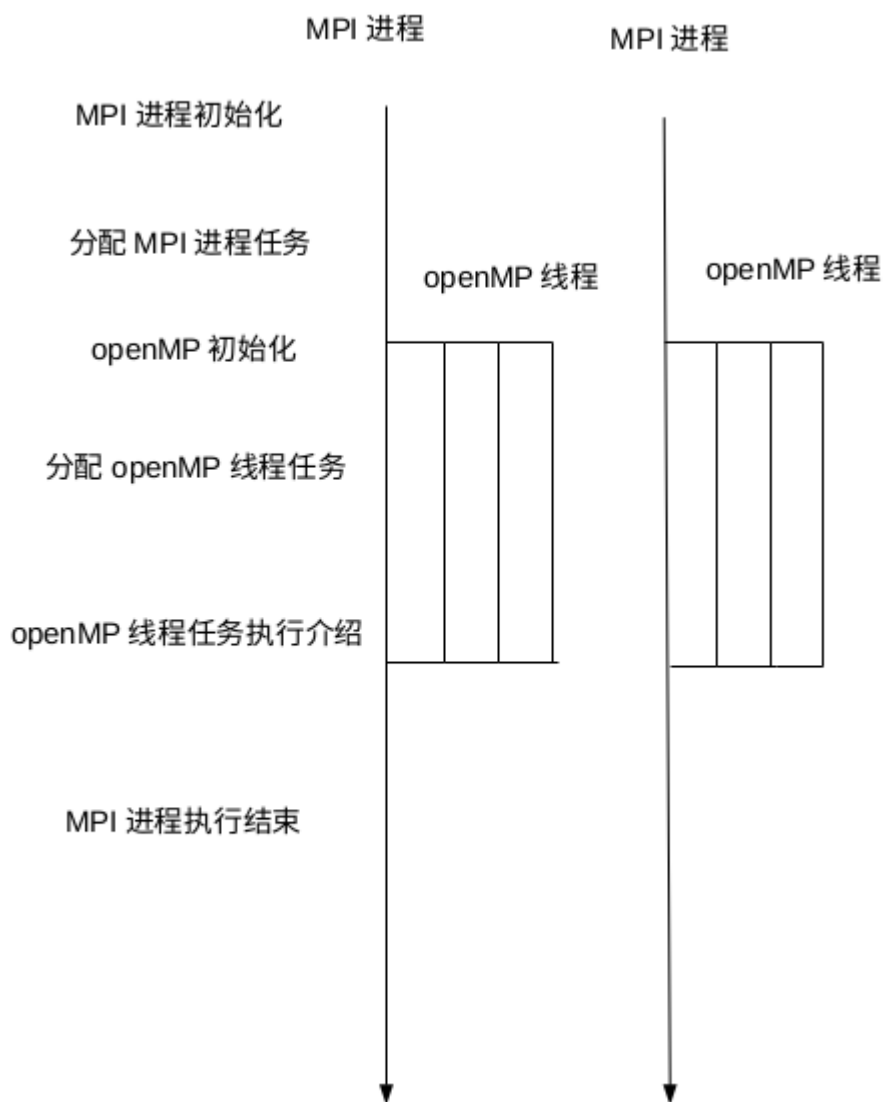 MPI 进程
MPI 进程
MPI 进程初始化
分配 MPI 进程任务
openMP 线程
openMP 线程
openMP 初始化
分配 openMP 线程任务
openMP 线程任务执行介绍
MPI 进程执行结束